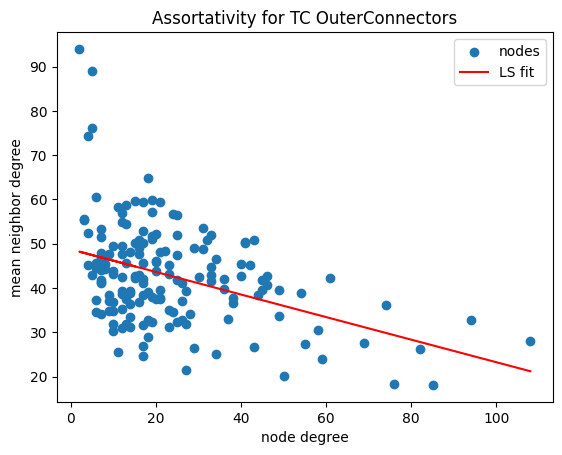 Assortativity for TC OuterConnectors
nodes
LS fit
mean neighbor degree
90
80
70
60
50
40
30
20
0
20
40
60
80
100
node degree